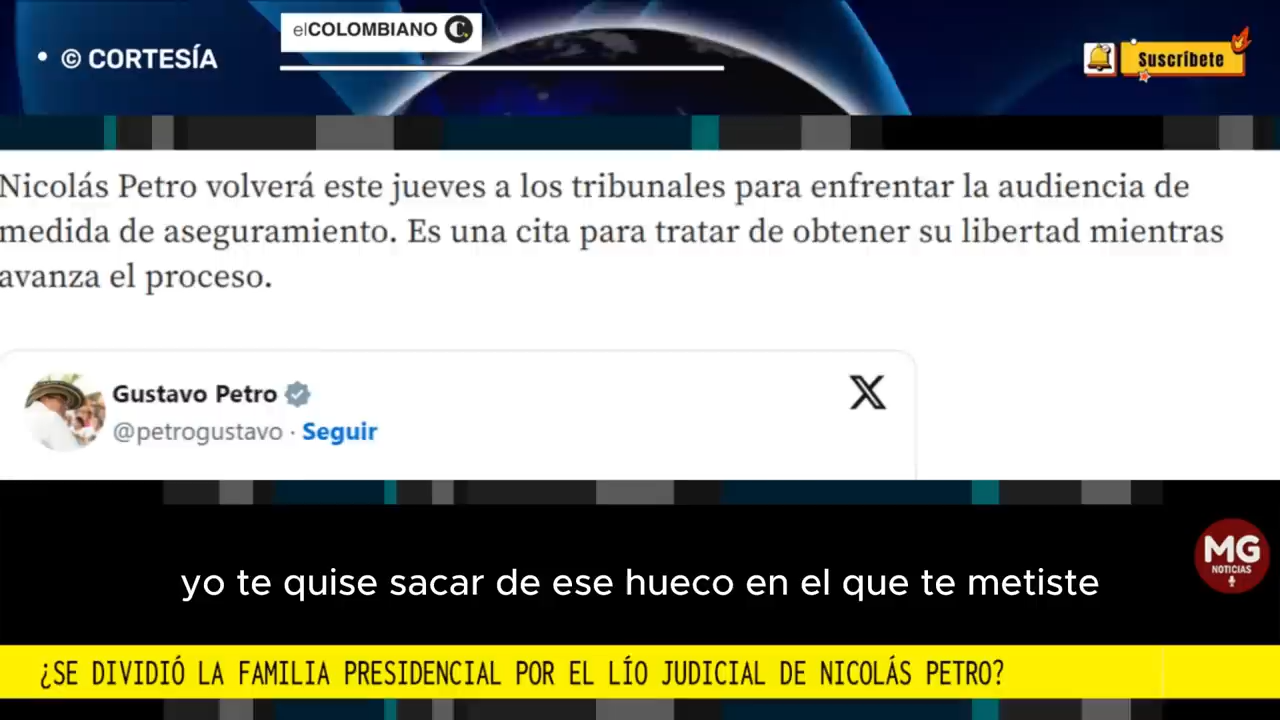 • © CORTESÍA
elCOLOMBIANO C.
Suscríbete
Nicolás Petro volverá este jueves a los tribunales para enfrentar la audiencia de
medida de aseguramiento. Es una cita para tratar de obtener su libertad mientras
avanza el proceso.
Gustavo Petro
@petrogustavo · Seguir
yo te quise sacar de ese hueco en el que te metiste
MG
NOTICIAS
¿SE DIVIDIÓ LA FAMILIA PRESIDENCIAL POR EL LÍO JUDICIAL DE NICOLÁS PETRO?